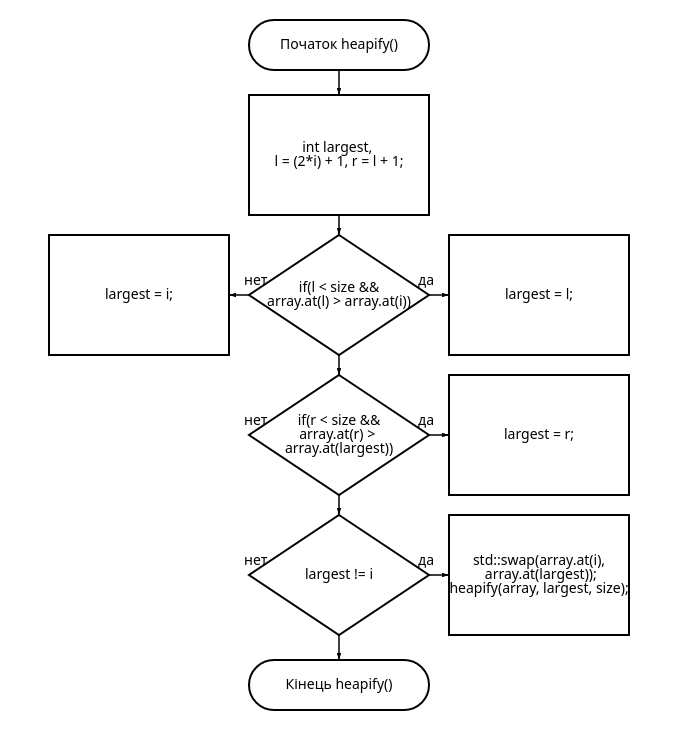 Початок heapify()
int largest,
l = (2*i) + 1, r = l + 1;
нет
да
largest = i;
if(l < size &&
array.at(l) > array.at(i))
largest = l;
нет
да
if(r < size &&
array.at(r) >
array.at(largest))
largest = r;
нет
да
largest != i
std::swap(array.at(i),
array.at(largest));
heapify(array, largest, size);
Кінець heapify()